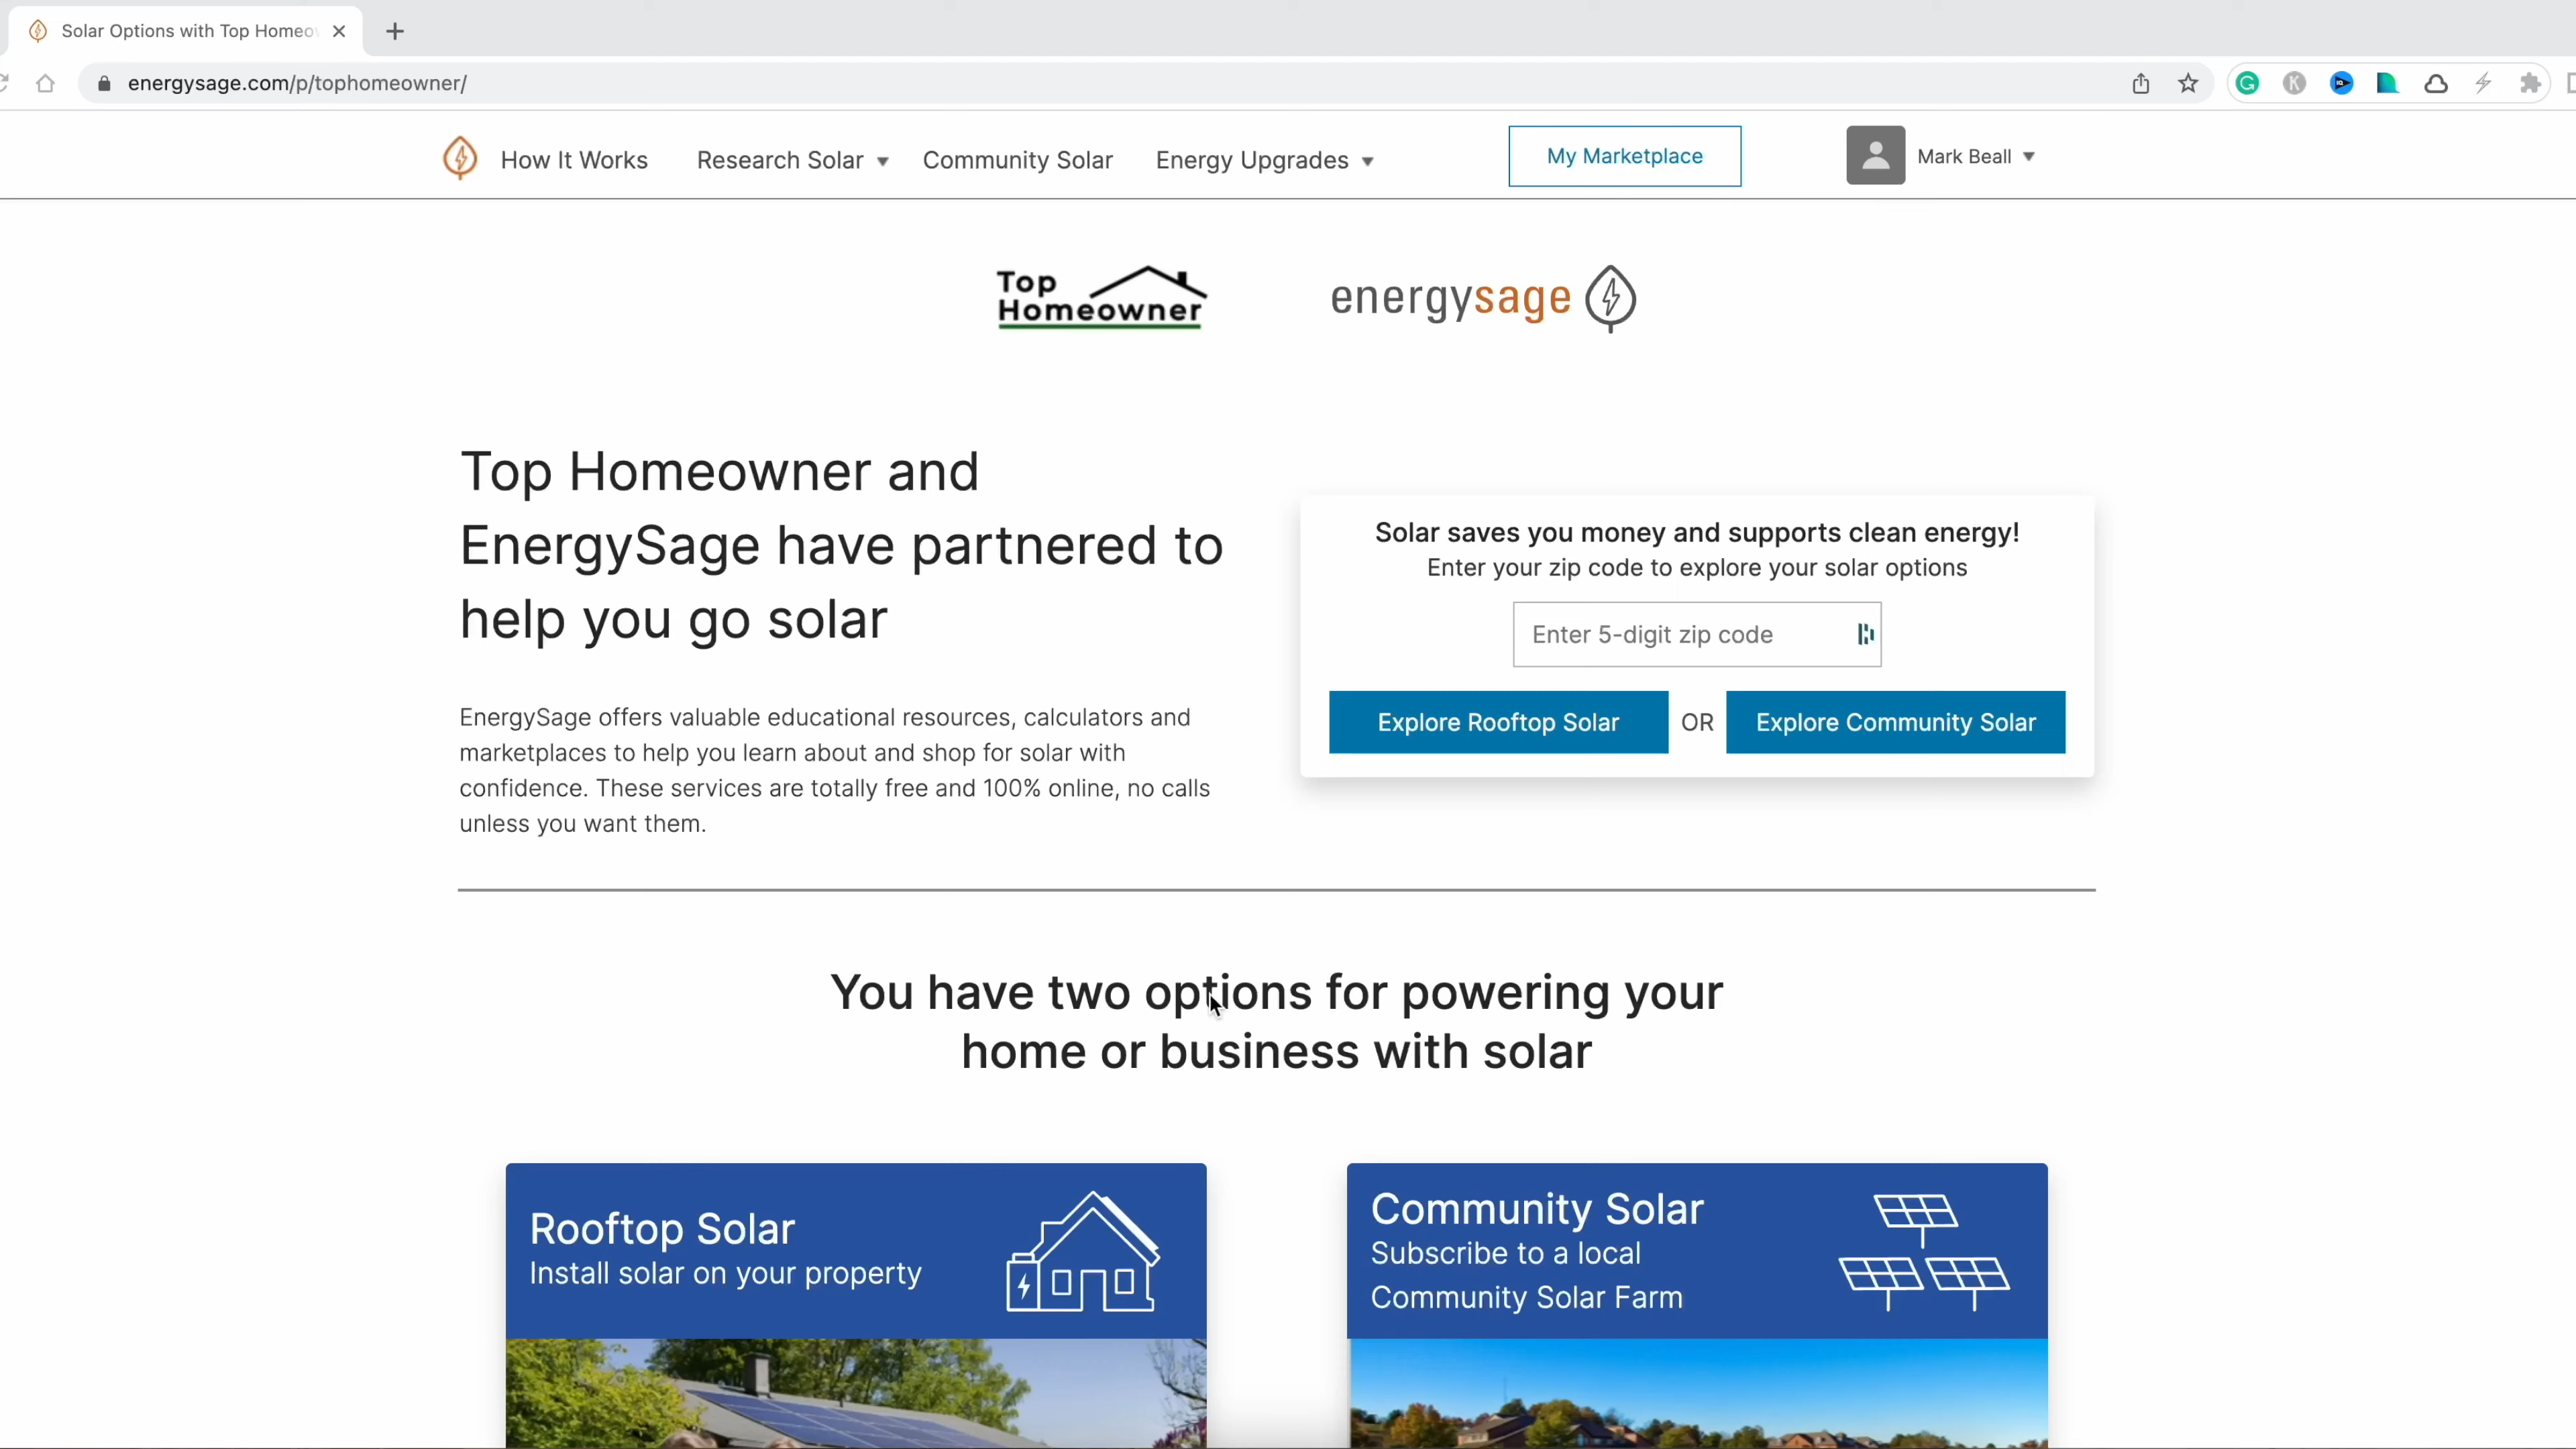 Solar Options with Top Homeo
energysage.com/p/tophomeowner/
How It Works Research Solar Community Solar Energy Upgrades My Marketplace Mark Beall
Top
Homeowner
energysage
Top Homeowner and
EnergySage have partnered to
help you go solar
EnergySage offers valuable educational resources, calculators and
marketplaces to help you learn about and shop for solar with
confidence. These services are totally free and 100% online, no calls
unless you want them.
Solar saves you money and supports clean energy!
Enter your zip code to explore your solar options
Enter 5-digit zip code
Explore Rooftop Solar OR Explore Community Solar
You have two options for powering your
home or business with solar
Rooftop Solar
Install solar on your property
Community Solar
Subscribe to a local
Community Solar Farm